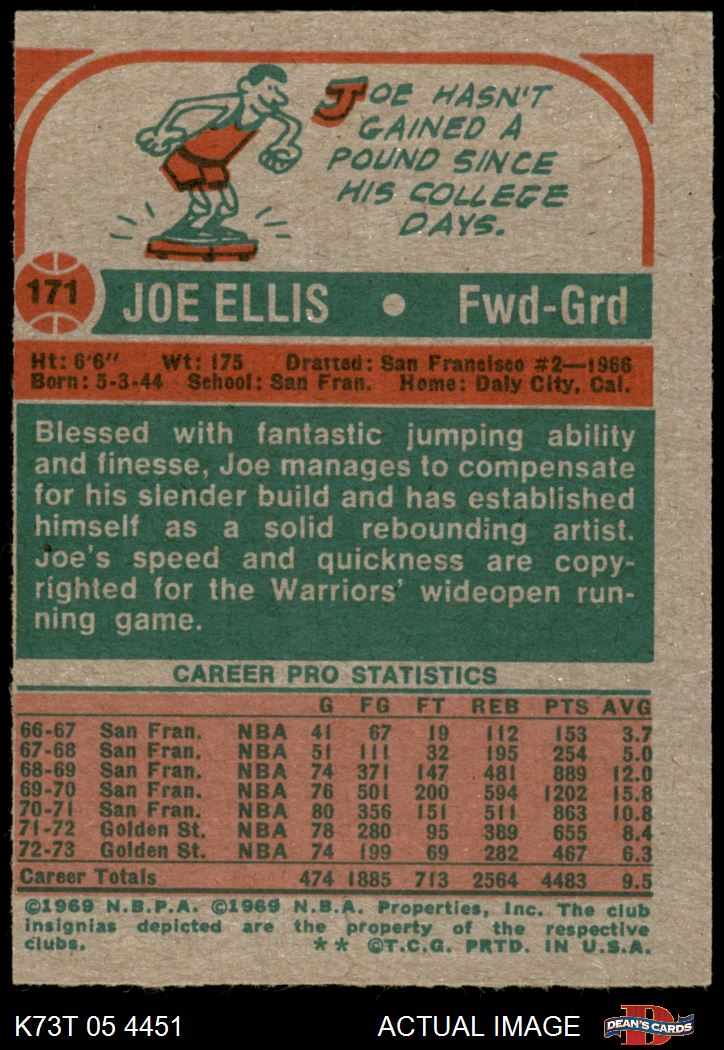 JOE HASN'T
GAINED A
POUND SINCE
HIS COLLEGE
DAYS.
171 JOE ELLIS • Fwd-Grd
Ht: 6'6" Wt: 175 Drafted: San Francisco #2—1966
Born: 5-3-44 School: San Fran. Home: Daly City, Cal.
Blessed with fantastic jumping ability
and finesse, Joe manages to compensate
for his slender build and has established
himself as a solid rebounding artist.
Joe's speed and quickness are copy-
righted for the Warriors' wideopen run-
ning game.
CAREER PRO STATISTICS
G FG FT REB PTS AVG
66-67 San Fran. NBA 41 67 19 112 153 3.7
67-68 San Fran. NBA 51 111 32 195 254 5.0
68-69 San Fran. NBA 74 371 147 481 889 12.0
69-70 San Fran. NBA 76 501 200 594 1202 15.8
70-71 San Fran. NBA 80 356 151 511 863 10.8
71-72 Golden St. NBA 78 280 95 389 655 8.4
72-73 Golden St. NBA 74 199 69 282 467 6.3
Career Totals 474 1885 713 2564 4483 9.5
©1969 N.B.P.A. ©1969 N.B.A. Properties, Inc. The club
insignias depicted are the property of the respective
clubs. ** ©T.C.G. PRTD. IN U.S.A.
K73T 05 4451 ACTUAL IMAGE D DEAN'S CARDS